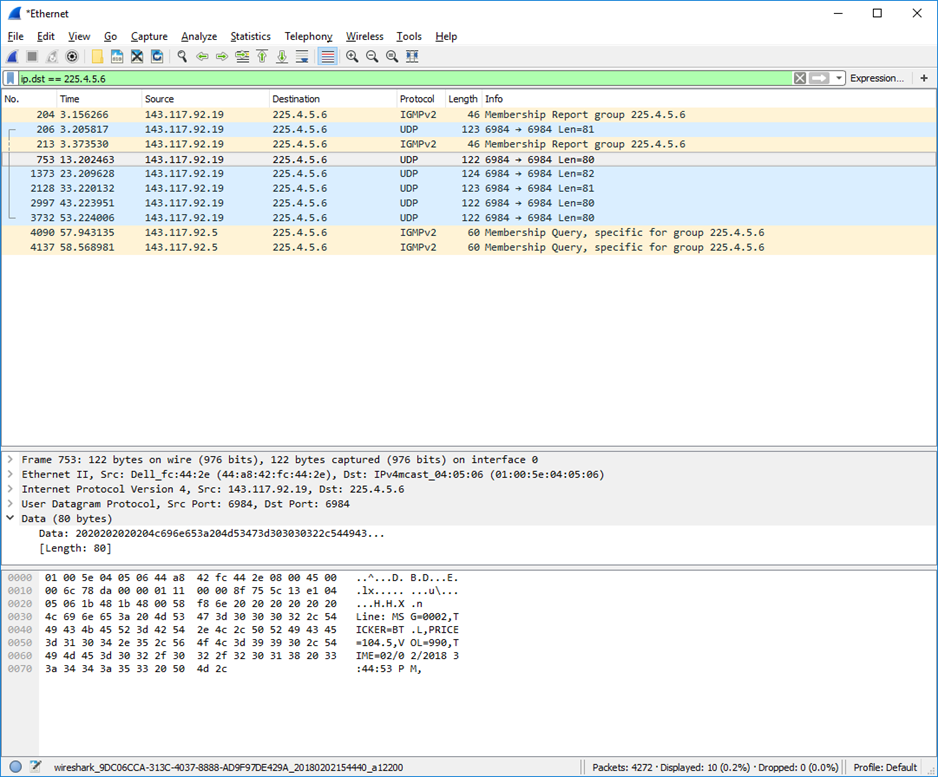 *Ethernet
File Edit View Go Capture Analyze Statistics Telephony Wireless Tools Help
ip.dst == 225.4.5.6 Expression... +
No. Time Source Destination Protocol Length Info
204 3.156266 143.117.92.19 225.4.5.6 IGMPv2 46 Membership Report group 225.4.5.6
206 3.205817 143.117.92.19 225.4.5.6 UDP 123 6984 → 6984 Len=81
213 3.373530 143.117.92.19 225.4.5.6 IGMPv2 46 Membership Report group 225.4.5.6
753 13.202463 143.117.92.19 225.4.5.6 UDP 122 6984 → 6984 Len=80
1373 23.209628 143.117.92.19 225.4.5.6 UDP 124 6984 → 6984 Len=82
2128 33.220132 143.117.92.19 225.4.5.6 UDP 123 6984 → 6984 Len=81
2997 43.223951 143.117.92.19 225.4.5.6 UDP 122 6984 → 6984 Len=80
3732 53.224006 143.117.92.19 225.4.5.6 UDP 122 6984 → 6984 Len=80
4090 57.943135 143.117.92.5 225.4.5.6 IGMPv2 60 Membership Query, specific for group 225.4.5.6
4137 58.568981 143.117.92.5 225.4.5.6 IGMPv2 60 Membership Query, specific for group 225.4.5.6
Frame 753: 122 bytes on wire (976 bits), 122 bytes captured (976 bits) on interface 0
Ethernet II, Src: Dell_fc:44:2e (44:a8:42:fc:44:2e), Dst: IPv4mcast_04:05:06 (01:00:5e:04:05:06)
Internet Protocol Version 4, Src: 143.117.92.19, Dst: 225.4.5.6
User Datagram Protocol, Src Port: 6984, Dst Port: 6984
Data (80 bytes)
Data: 2020202020204c696e653a204d53473d303030322c544943...
[Length: 80]
0000 01 00 5e 04 05 06 44 a8 42 fc 44 2e 08 00 45 00 ..^...D. B.D...E.
0010 00 6c 78 da 00 00 01 11 00 00 8f 75 5c 13 e1 04 .lx..... ...u\...
0020 05 06 1b 48 1b 48 00 58 f8 6e 20 20 20 20 20 20 ...H.H.X .n
0030 4c 69 6e 65 3a 20 4d 53 47 3d 30 30 30 32 2c 54 Line: MS G=0002,T
0040 49 43 4b 45 52 3d 42 54 2e 4c 2c 50 52 49 43 45 ICKER=BT .L,PRICE
0050 3d 31 30 34 2e 35 2c 56 4f 4c 3d 39 39 30 2c 54 =104.5,V OL=990,T
0060 49 4d 45 3d 30 32 2f 30 32 2f 32 30 31 38 20 33 IME=02/0 2/2018 3
0070 3a 34 34 3a 35 33 20 50 4d 2c :44:53 P M,
wireshark_9DC06CCA-313C-4037-8888-AD9F97DE429A_20180202154440_a12200 Packets: 4272 · Displayed: 10 (0.2%) · Dropped: 0 (0.0%) Profile: Default